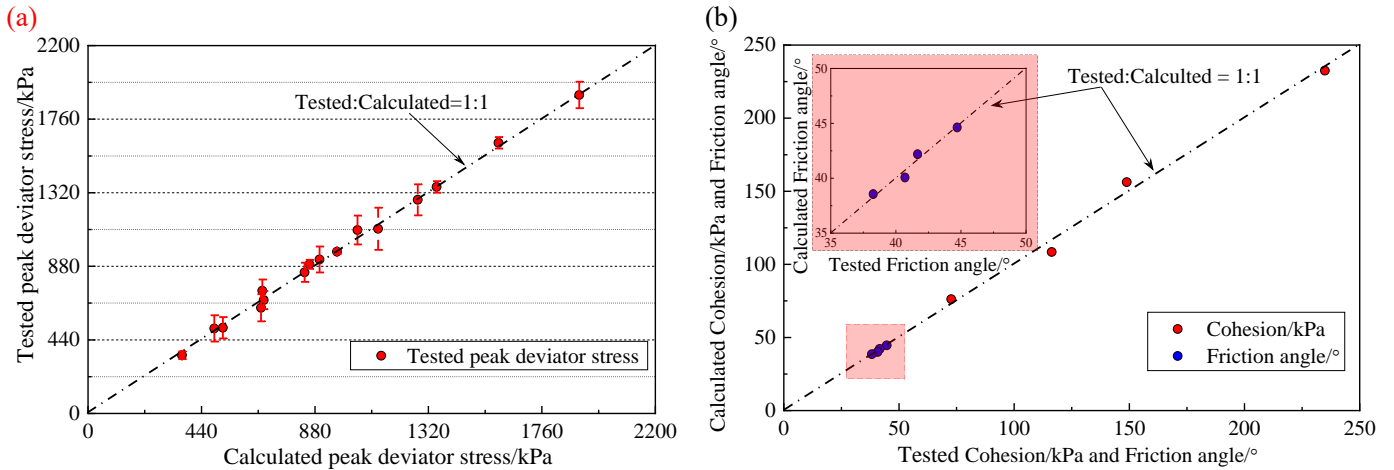 (a)
Tested peak deviator stress/kPa
2200
1760
1320
880
440
0
Tested:Calculated=1:1
Tested peak deviator stress
0 440 880 1320 1760 2200
Calculated peak deviator stress/kPa
(b)
Calculated Cohesion/kPa and Friction angle/°
250
200
150
100
50
0
Calculated Friction angle/°
50
45
40
35
35 40 45 50
Tested Friction angle/°
Tested:Calculted = 1:1
Cohesion/kPa
Friction angle/°
0 50 100 150 200 250
Tested Cohesion/kPa and Friction angle/°